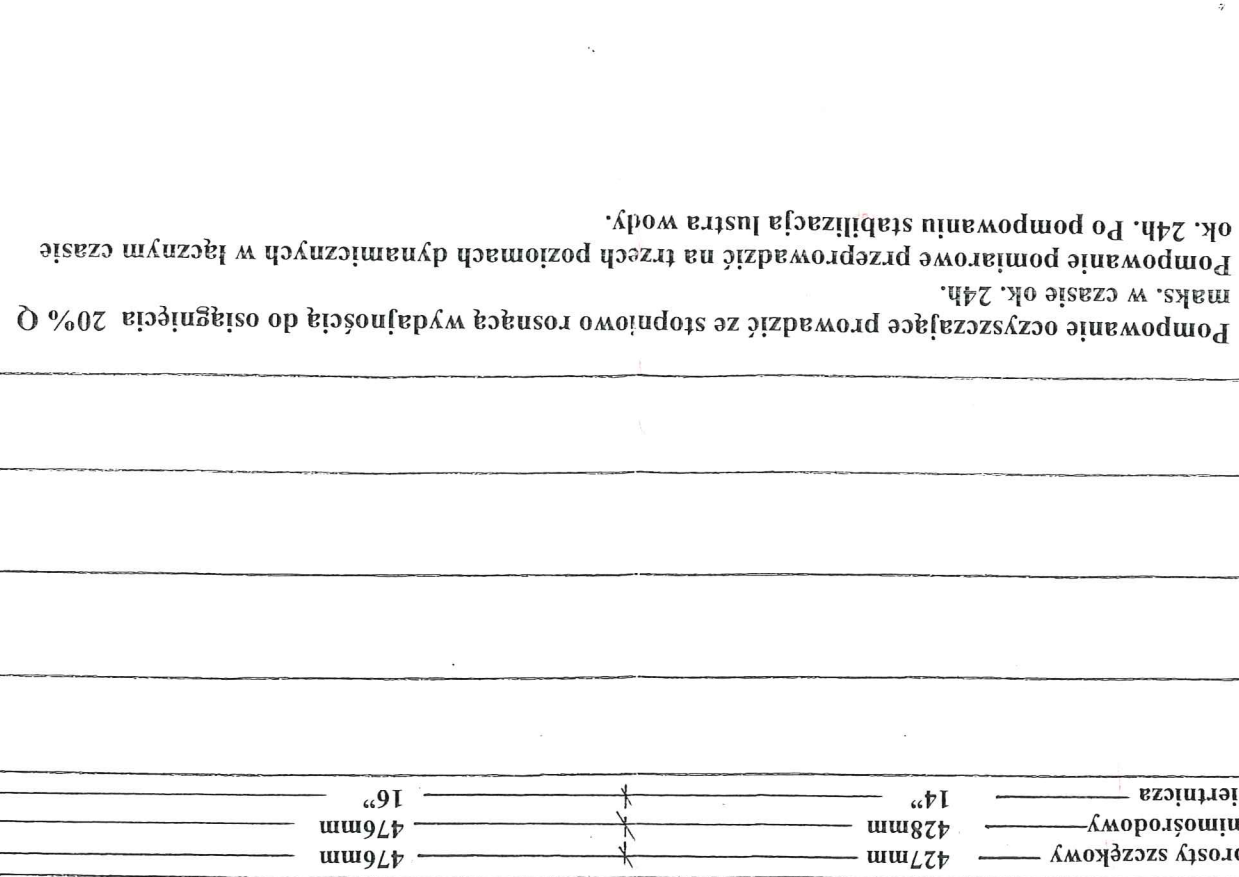 orosty szczękowy 427mm 476mm
nimośrodowy 428mm 476mm
iertnicza 14“ 16“
Pompowanie oczyszczające prowadzić ze stopniowo rosnącą wydajnością do osiągnięcia 20% Q
maks. w czasie ok. 24h.
Pompowanie pomiarowe przeprowadzić na trzech poziomach dynamicznych w łącznym czasie
ok. 24h. Po pompowaniu stabilizacja lustra wody.